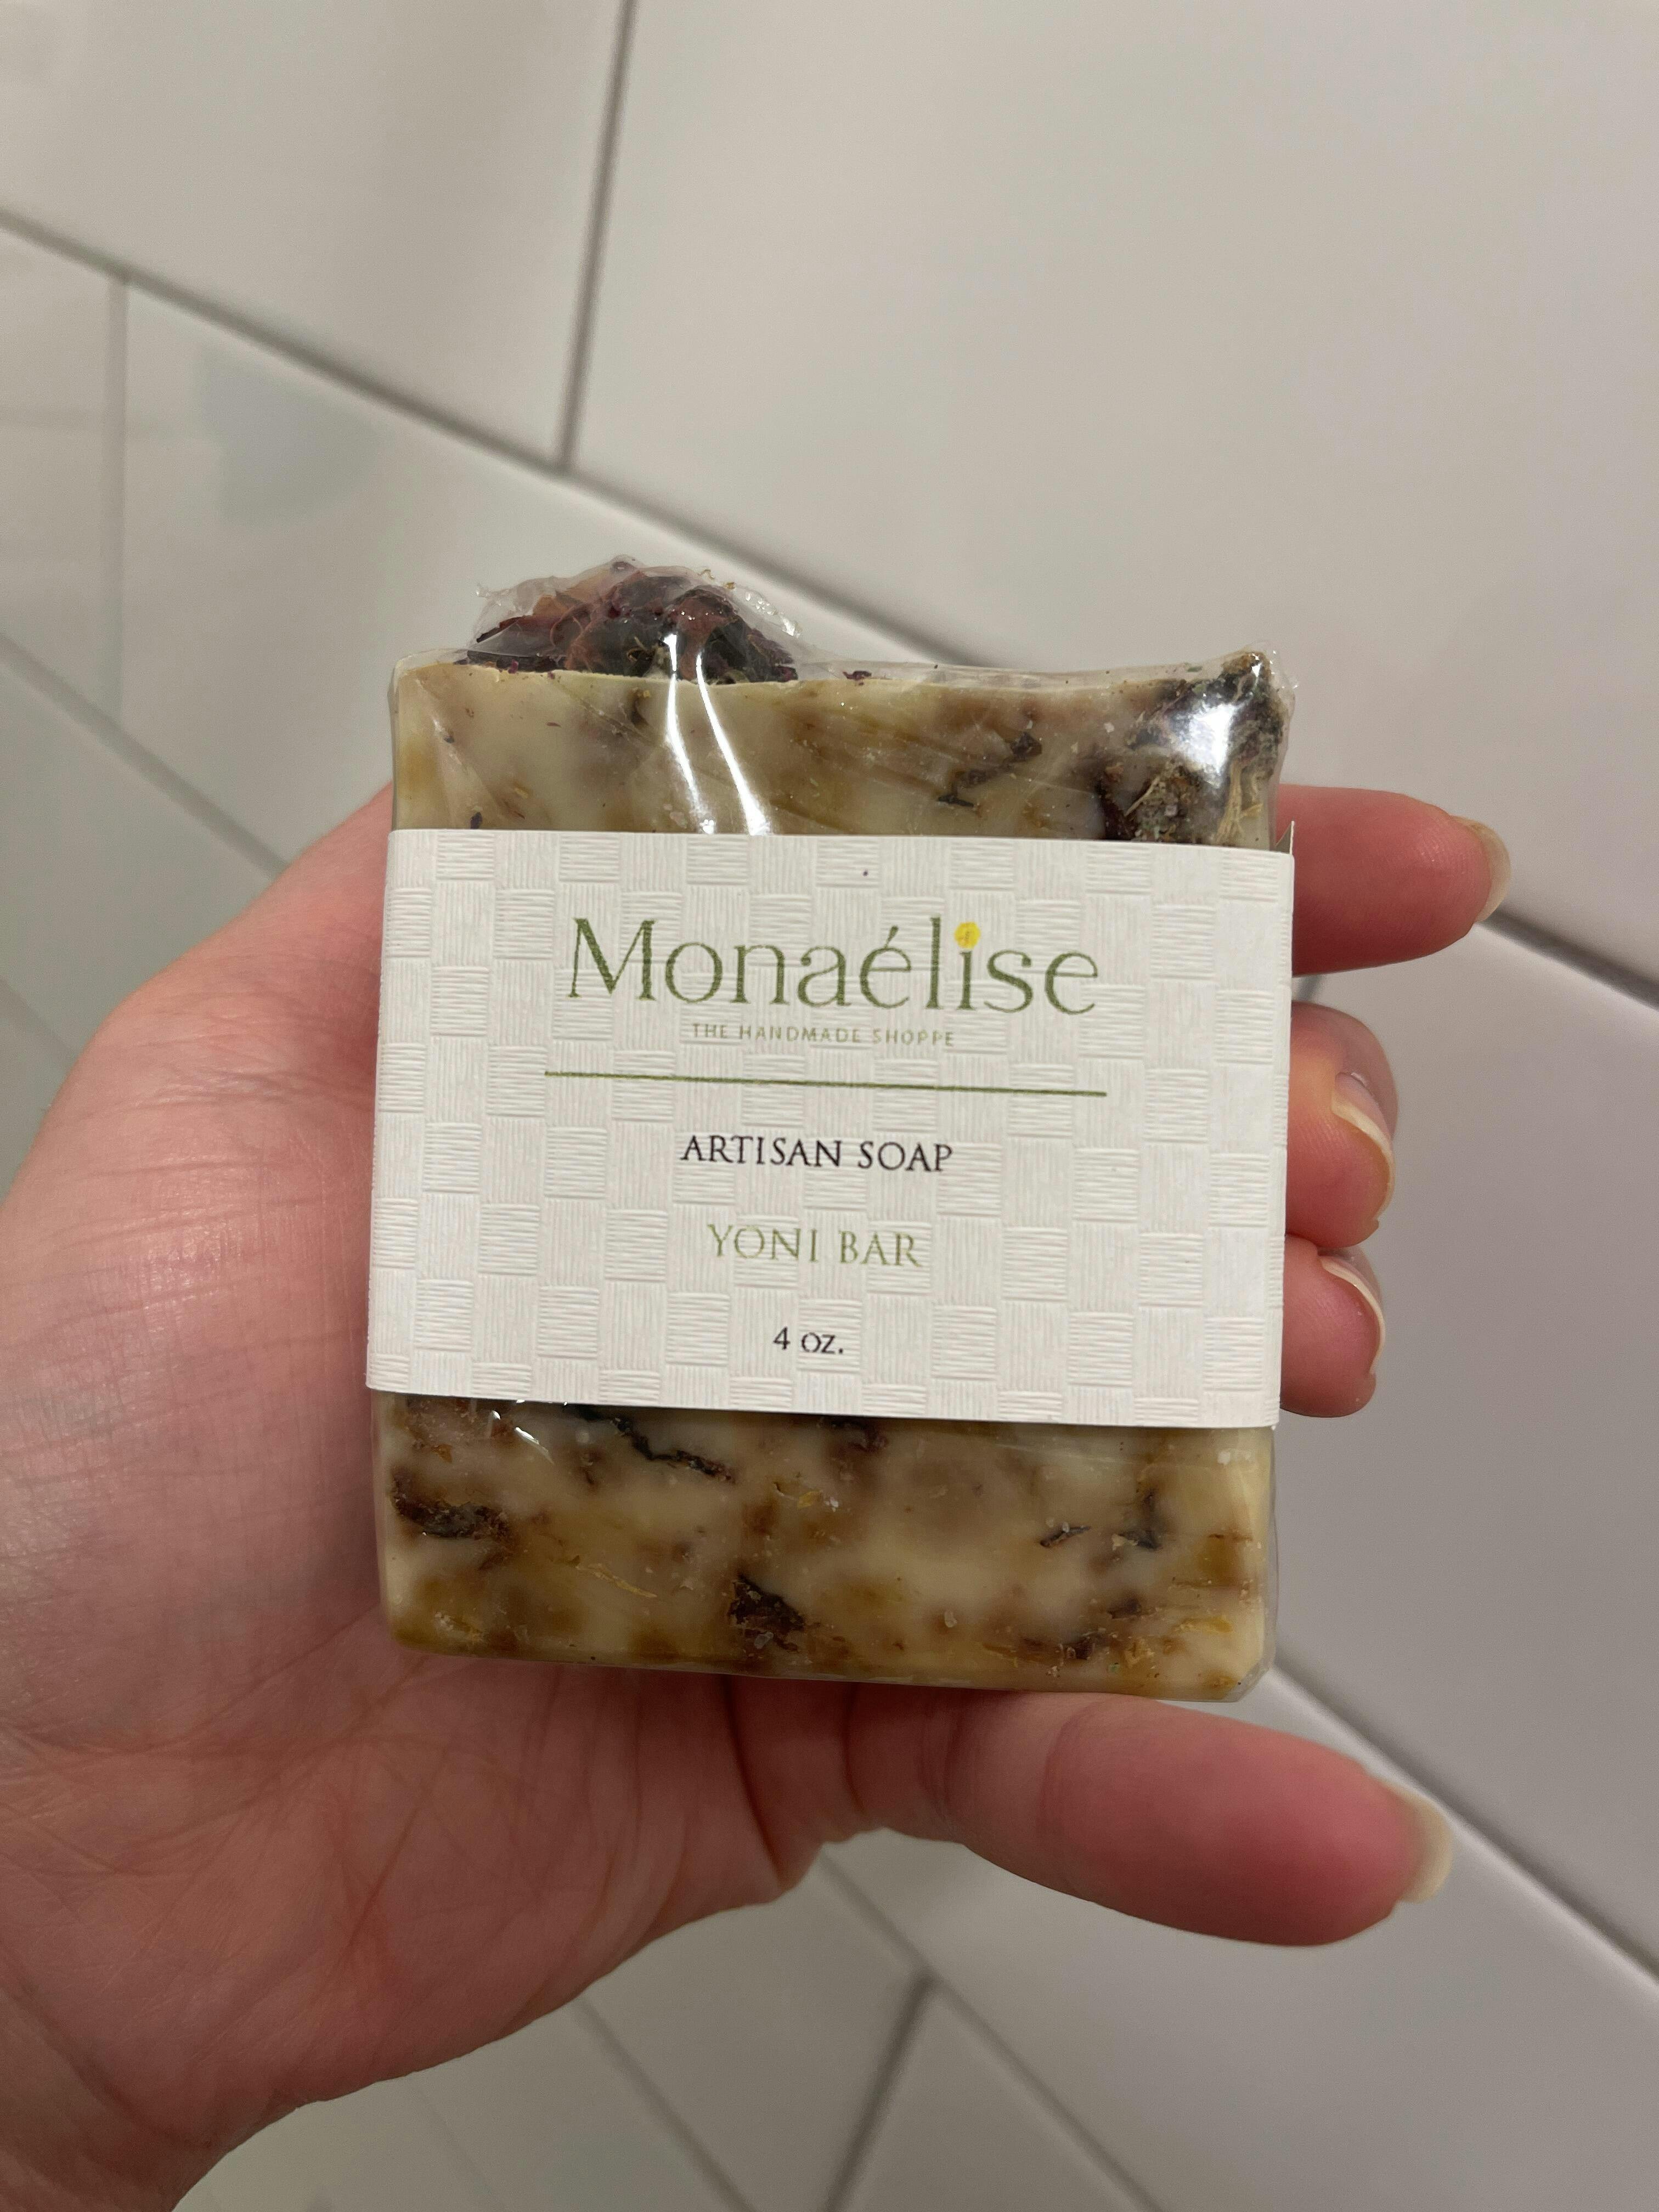 Monaélise
THE HANDMADE SHOPPE
ARTISAN SOAP
YONI BAR
4 oz.